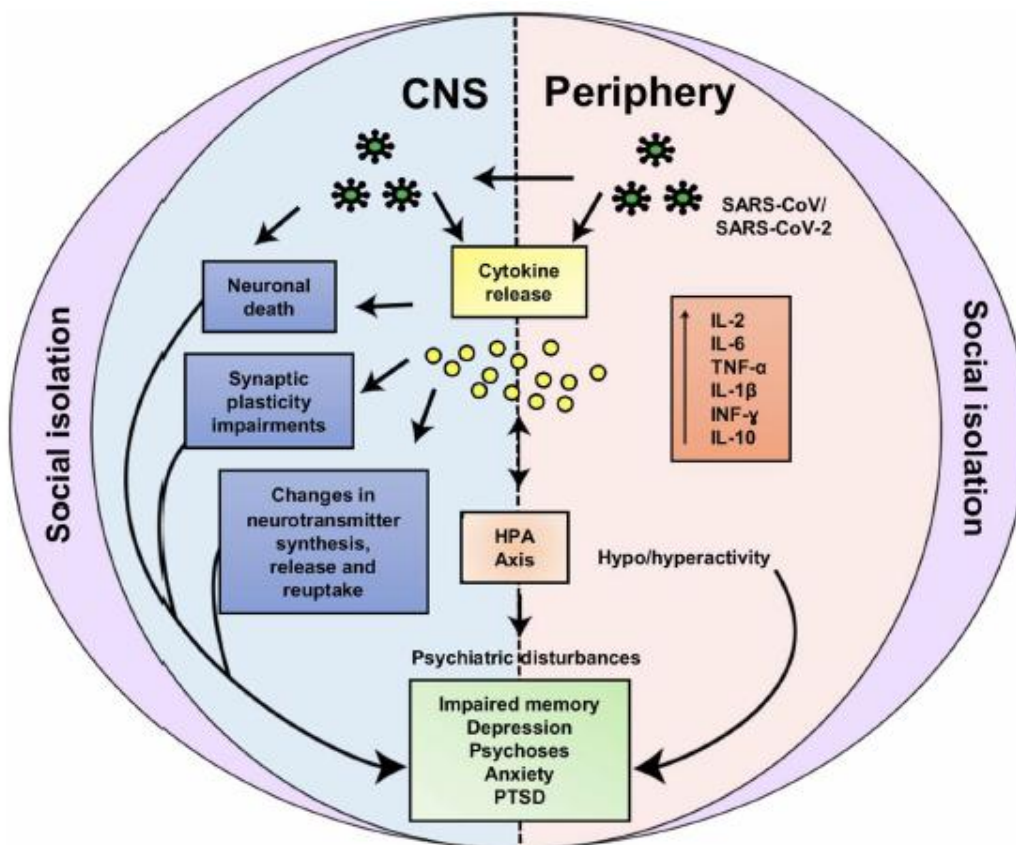 CNS
Periphery
SARS-CoV/
SARS-CoV-2
Cytokine
release
Neuronal
death
IL-2
IL-6
TNF-α
IL-1β
INF-ɣ
IL-10
Synaptic
plasticity
impairments
Social isolation
Social isolation
Changes in
neurotransmitter
synthesis,
release and
reuptake
HPA
Axis
Hypo/hyperactivity
Psychiatric disturbances
Impaired memory
Depression
Psychoses
Anxiety
PTSD